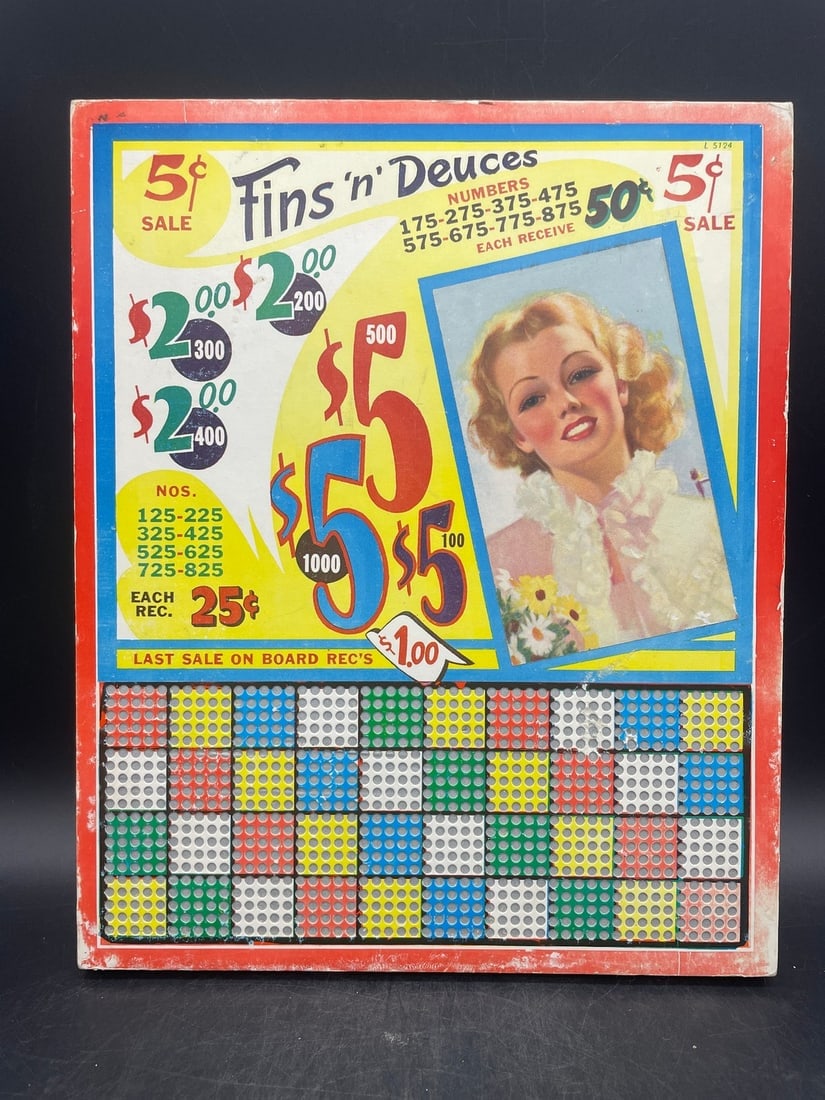 L 5124
5¢
SALE
Fins 'n' Deuces
NUMBERS
175-275-375-475
575-675-775-875
EACH RECEIVE
50¢
5¢
SALE
$2.00
200
$2.00
300
$2.00
400
$5
500
$5
1000
$5
100
NOS.
125-225
325-425
525-625
725-825
EACH
REC. 25¢
LAST SALE ON BOARD REC'S $1.00